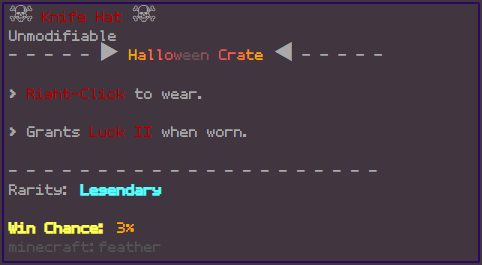 ☠ Knife Hat ☠
Unmodifiable
- - - - - ▶ Halloween Crate ◀ - - - - -
> Right-Click to wear.
> Grants Luck II when worn.
- - - - - - - - - - - - - - - - - - - - - -
Rarity: Legendary
Win Chance: 3%
minecraft:feather